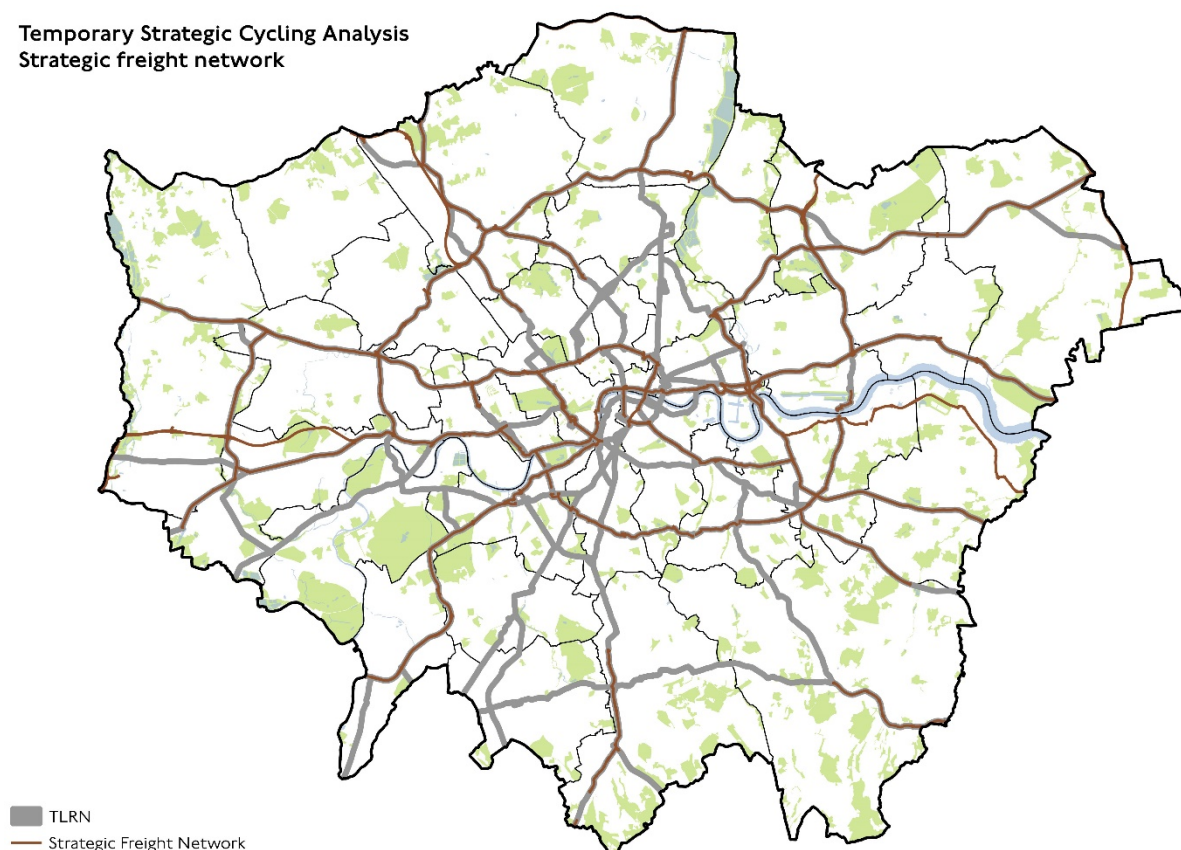 Temporary Strategic Cycling Analysis
Strategic freight network
TLRN
Strategic Freight Network